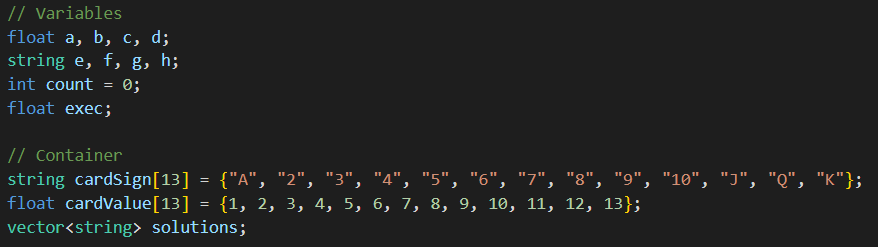 // Variables
float a, b, c, d;
string e, f, g, h;
int count = 0;
float exec;
// Container
string cardSign[13] = {"A", "2", "3", "4", "5", "6", "7", "8", "9", "10", "J", "Q", "K"};
float cardValue[13] = {1, 2, 3, 4, 5, 6, 7, 8, 9, 10, 11, 12, 13};
vector<string> solutions;